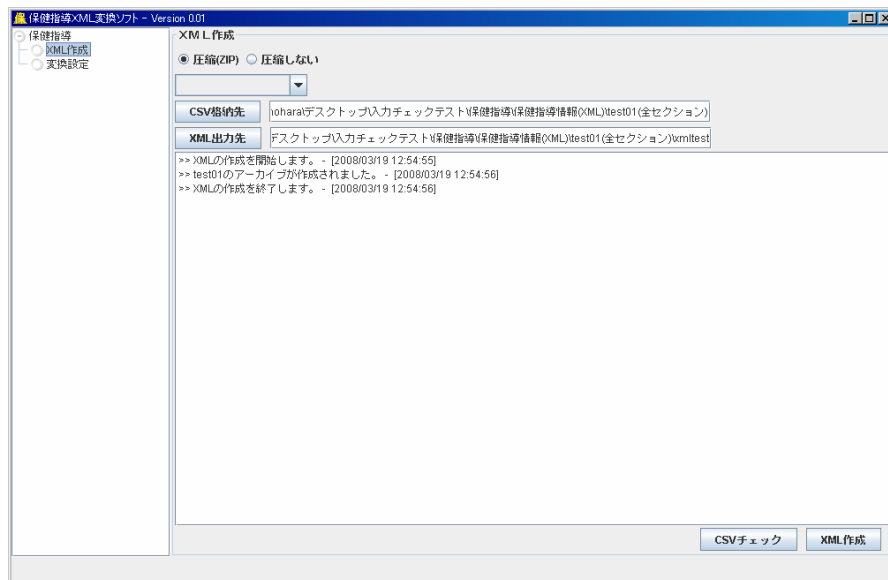 保健指導XML変換ソフト - Version 0.01
保健指導
XML作成
変換設定
XML作成
圧縮(ZIP) 圧縮しない
CSV格納先
ohara\デスクトップ\入力チェックテスト\保健指導\保健指導情報(XML)\test01(全セクション)
XML出力先
デスクトップ\入力チェックテスト\保健指導\保健指導情報(XML)\test01(全セクション)\xmltest
>> XMLの作成を開始します。 - [2008/03/19 12:54:55]
>> test01のアーカイブが作成されました。 - [2008/03/19 12:54:56]
>> XMLの作成を終了します。 - [2008/03/19 12:54:56]
CSVチェック XML作成